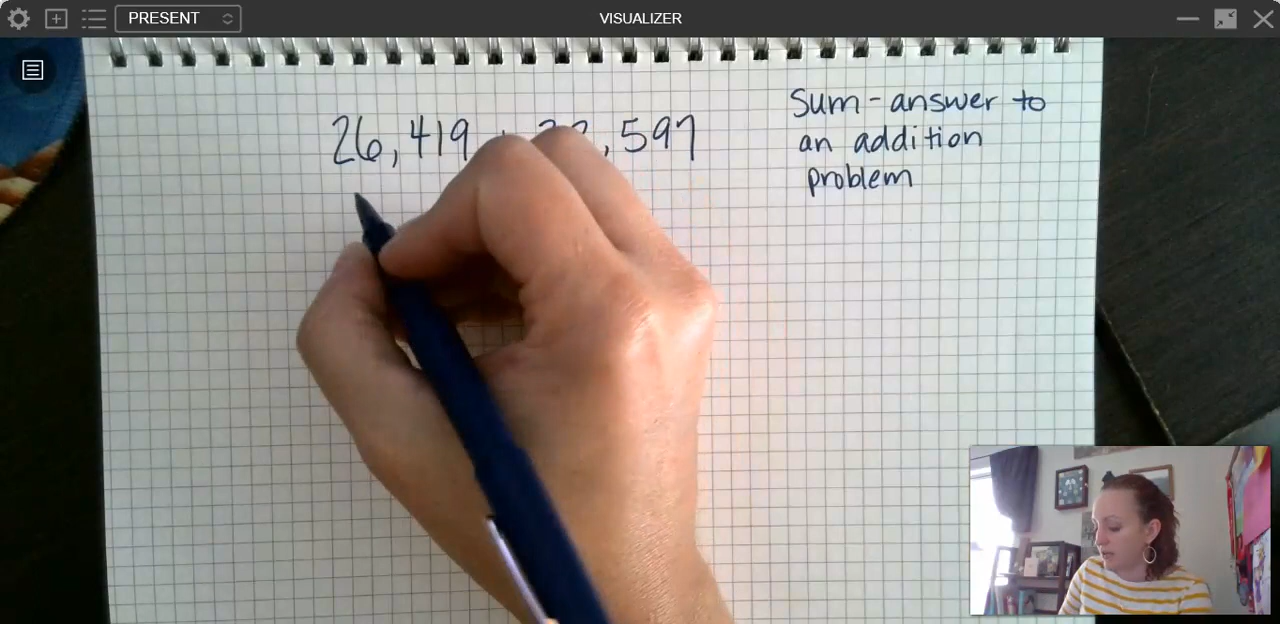 PRESENT
VISUALIZER
26,419
,597
Sum - answer to
an addition
problem